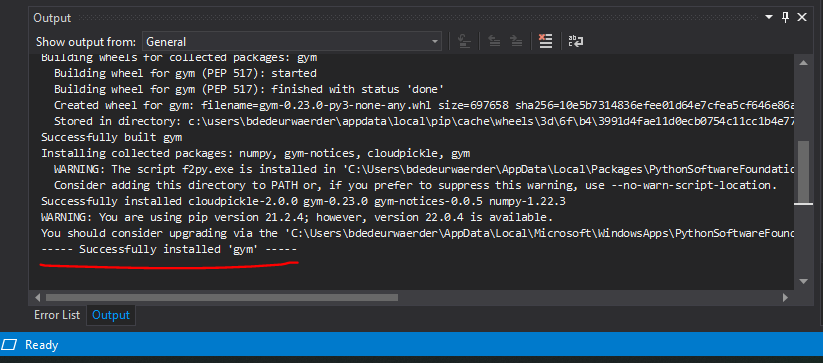 Output
Show output from: General
Building wheels for collected packages: gym
Building wheel for gym (PEP 517): started
Building wheel for gym (PEP 517): finished with status 'done'
Created wheel for gym: filename=gym-0.23.0-py3-none-any.whl size=697658 sha256=10e5b7314836efee01d64e7cfea5cf646e86a
Stored in directory: c:\users\bdedeurwaerder\appdata\local\pip\cache\wheels\3d\6f\b4\3991d4fae11d0ecb0754c11cc1b4e77
Successfully built gym
Installing collected packages: numpy, gym-notices, cloudpickle, gym
WARNING: The script f2py.exe is installed in 'C:\Users\bdedeurwaerder\AppData\Local\Packages\PythonSoftwareFoundatio
Consider adding this directory to PATH or, if you prefer to suppress this warning, use --no-warn-script-location.
Successfully installed cloudpickle-2.0.0 gym-0.23.0 gym-notices-0.0.5 numpy-1.22.3
WARNING: You are using pip version 21.2.4; however, version 22.0.4 is available.
You should consider upgrading via the 'C:\Users\bdedeurwaerder\AppData\Local\Microsoft\WindowsApps\PythonSoftwareFound
----- Successfully installed 'gym' -----
Error List Output
Ready